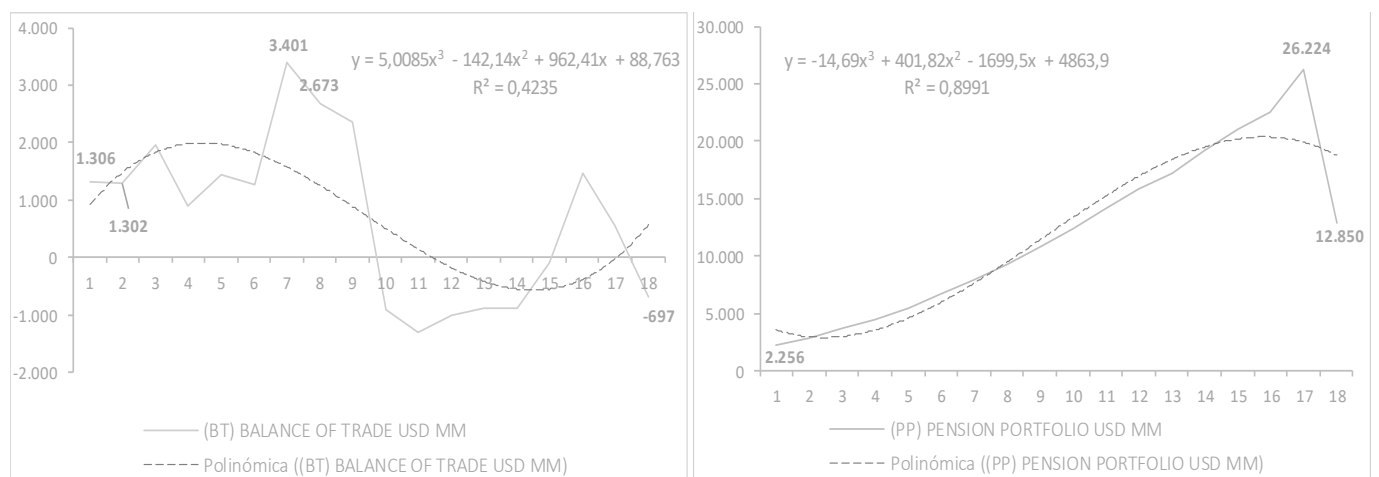 4.000
3.000
2.000
1.000
0
-1.000
-2.000
1.306
1.302
3.401
2.673
-697
y = 5,0085x³ - 142,14x² + 962,41x + 88,763
R² = 0,4235
1 2 3 4 5 6 7 8 9 10 11 12 13 14 15 16 17 18
(BT) BALANCE OF TRADE USD MM
Polinómica ((BT) BALANCE OF TRADE USD MM)
30.000
25.000
20.000
15.000
10.000
5.000
0
y = -14,69x³ + 401,82x² - 1699,5x + 4863,9
R² = 0,8991
26.224
12.850
2.256
1 2 3 4 5 6 7 8 9 10 11 12 13 14 15 16 17 18
(PP) PENSION PORTFOLIO USD MM
Polinómica ((PP) PENSION PORTFOLIO USD MM)